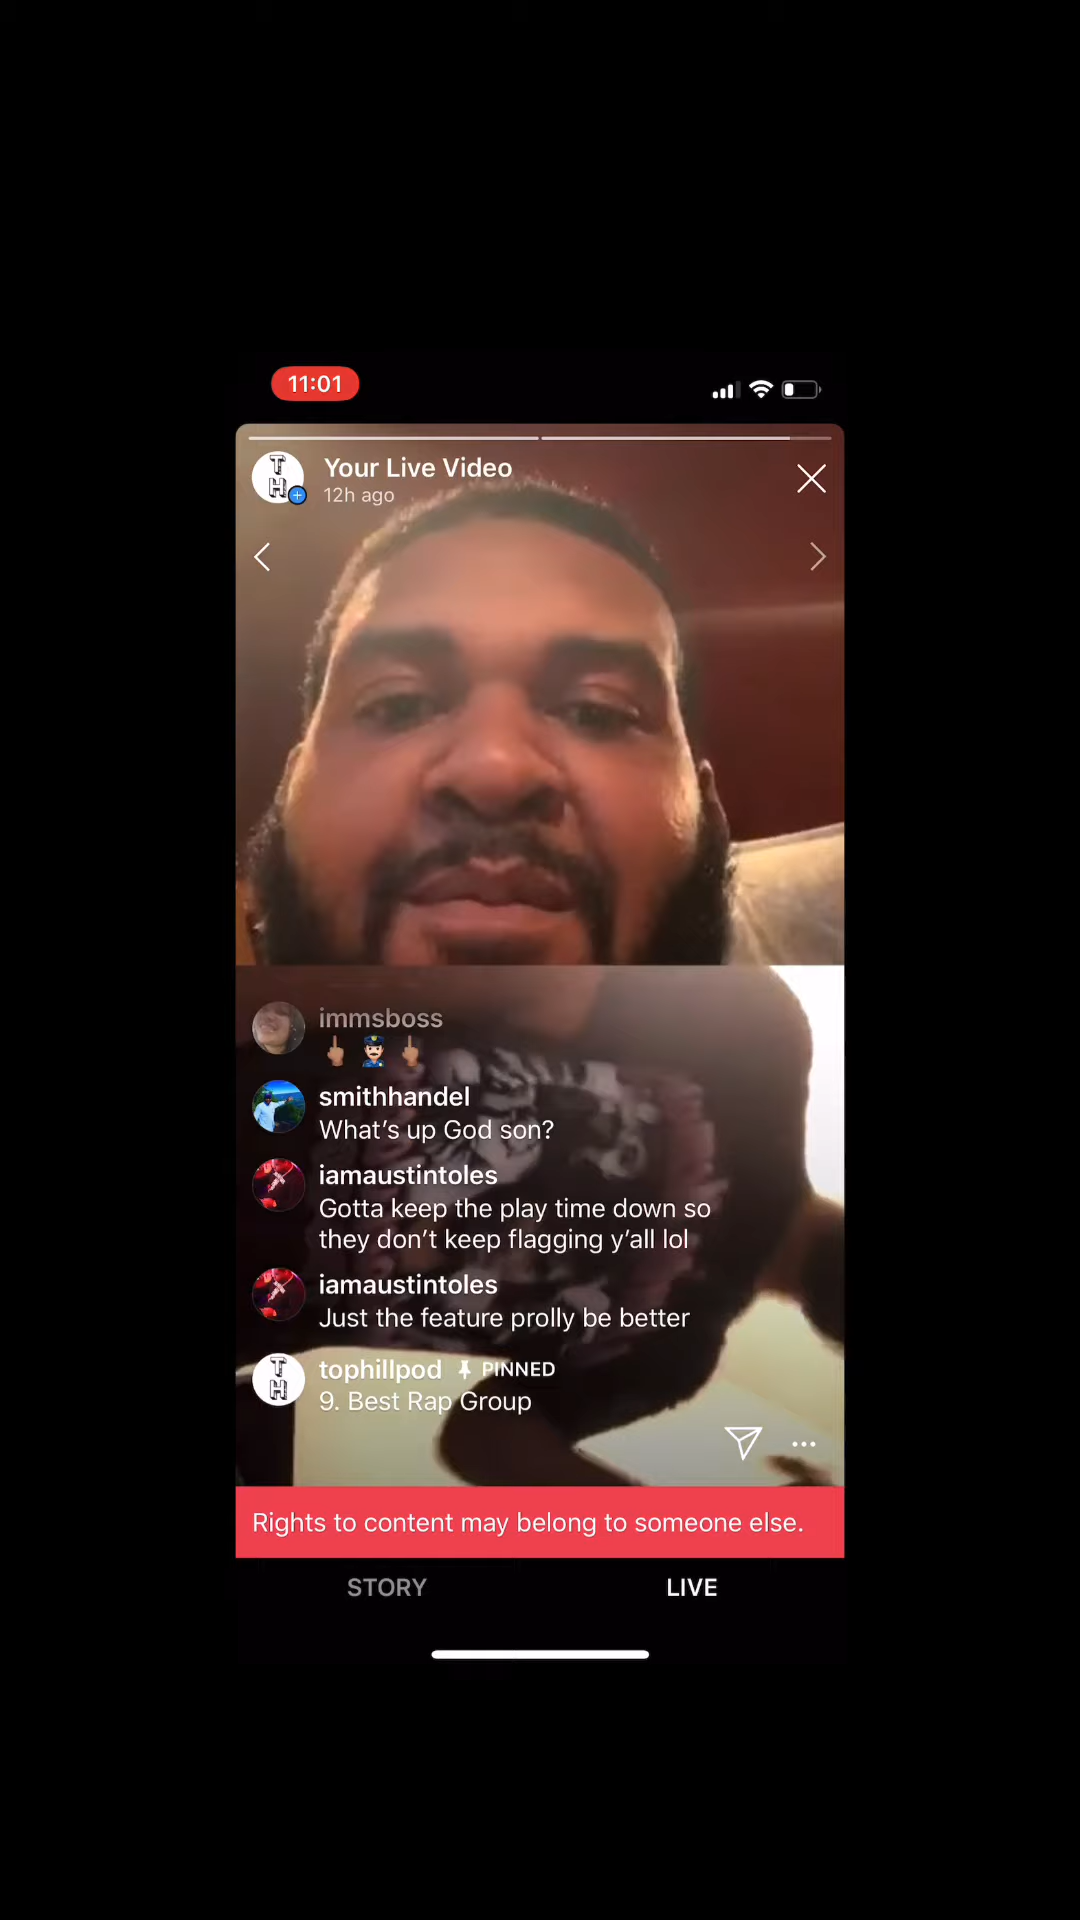 11:01
TH
Your Live Video
12h ago
immsboss
smithhandel
What's up God son?
iamaustintoles
Gotta keep the play time down so
they don't keep flagging y'all lol
iamaustintoles
Just the feature prolly be better
TH
tophillpod PINNED
9. Best Rap Group
Rights to content may belong to someone else.
STORY LIVE